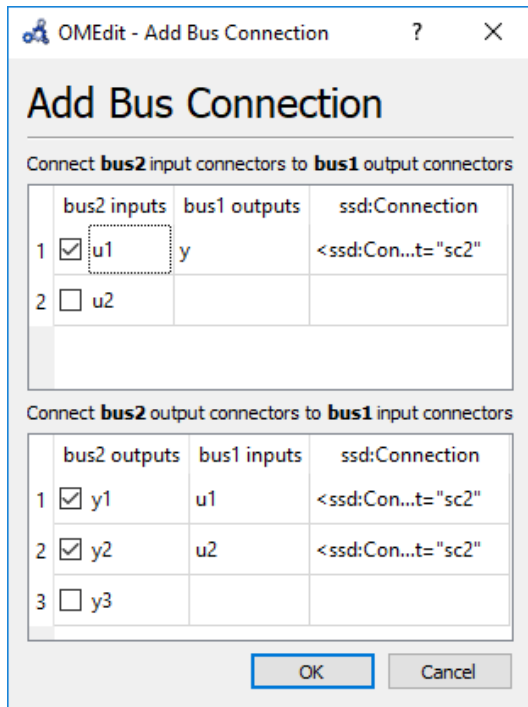 OMEdit - Add Bus Connection ? ×
Add Bus Connection
Connect bus2 input connectors to bus1 output connectors
bus2 inputs bus1 outputs ssd:Connection
1 u1 y <ssd:Con...t="sc2"
2 u2
Connect bus2 output connectors to bus1 input connectors
bus2 outputs bus1 inputs ssd:Connection
1 y1 u1 <ssd:Con...t="sc2"
2 y2 u2 <ssd:Con...t="sc2"
3 y3
OK Cancel